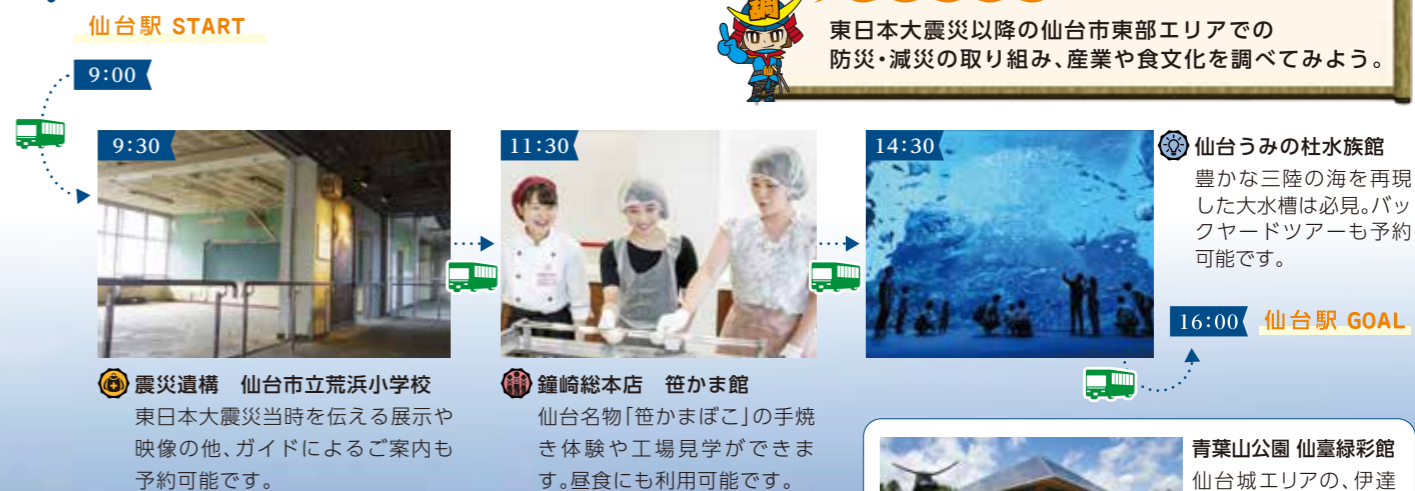 仙台駅 START
9:00
調
東日本大震災以降の仙台市東部エリアでの
防災・減災の取り組み、産業や食文化を調べてみよう。
9:30
震災遺構 仙台市立荒浜小学校
東日本大震災当時を伝える展示や
映像の他、ガイドによるご案内も
予約可能です。
11:30
鐘崎総本店 笹かま館
仙台名物「笹かまぼこ」の手焼
き体験や工場見学ができま
す。昼食にも利用可能です。
14:30
仙台うみの杜水族館
豊かな三陸の海を再現
した大水槽は必見。バッ
クヤードツアーも予約
可能です。
16:00 仙台駅 GOAL
青葉山公園 仙臺緑彩館
仙台城エリアの、伊達